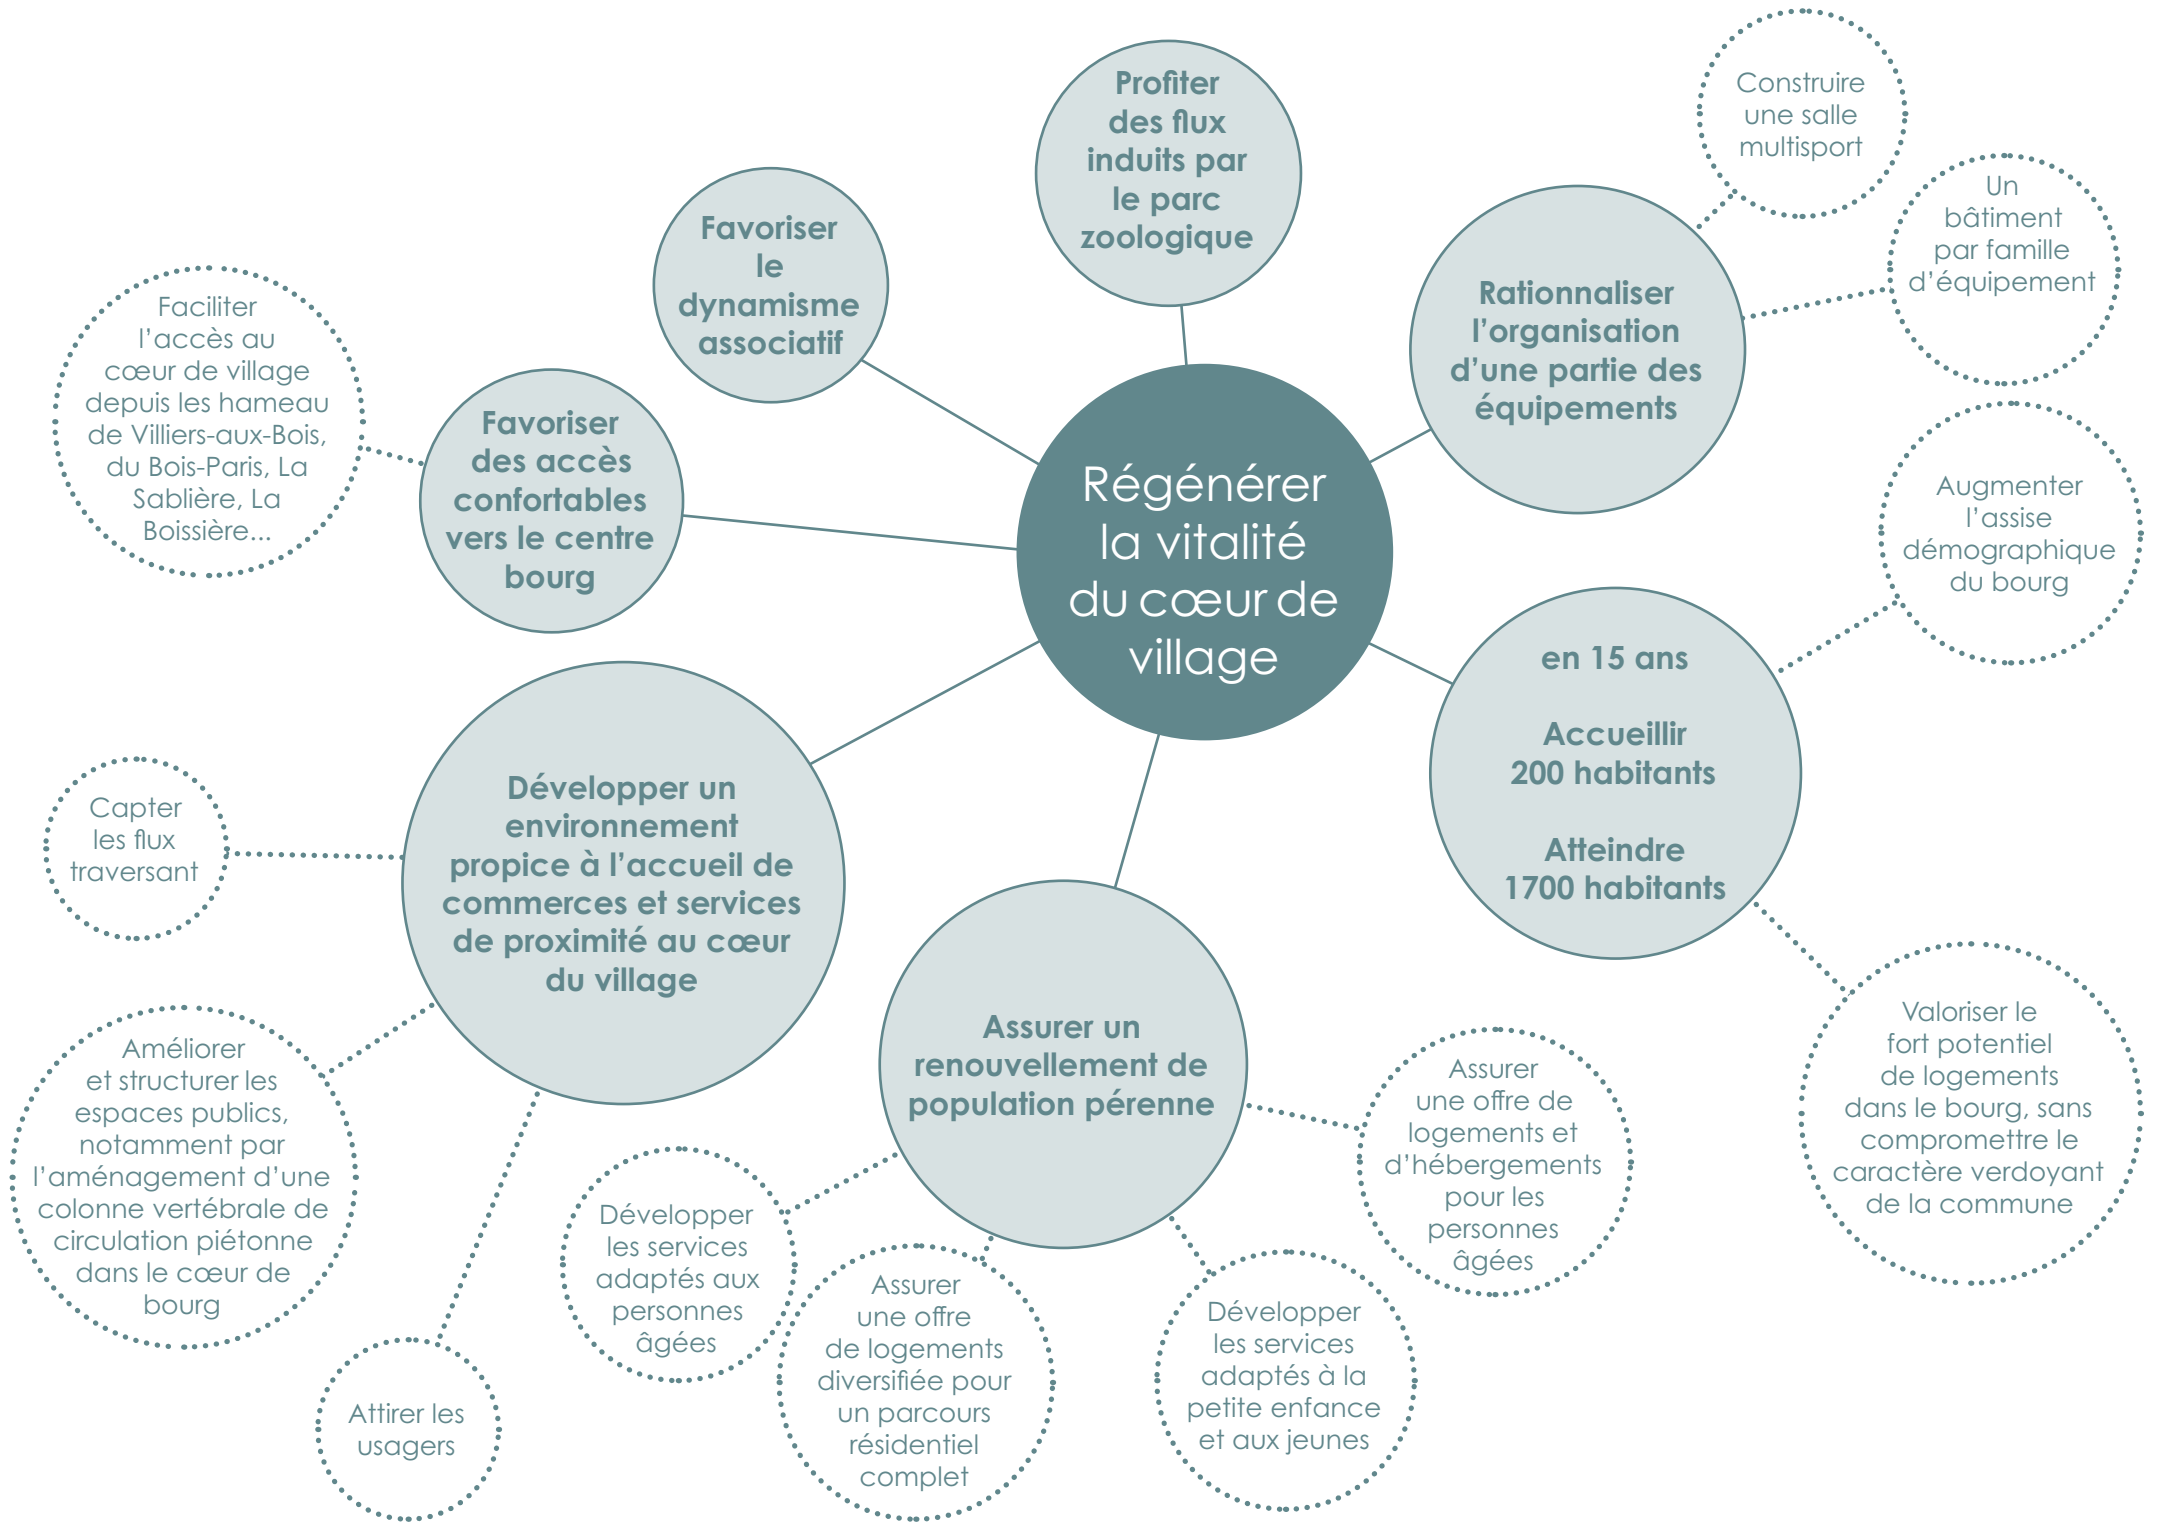 Profiter
des flux
induits par
le parc
zoologique
Construire
une salle
multisport
Un
bâtiment
par famille
d’équipement
Favoriser
le
dynamisme
associatif
Rationnaliser
l’organisation
d’une partie des
équipements
Faciliter
l’accès au
cœur de village
depuis les hameau
de Villiers-aux-Bois,
du Bois-Paris, La
Sablière, La
Boissière...
Favoriser
des accès
confortables
vers le centre
bourg
Régénérer
la vitalité
du cœur de
village
Augmenter
l’assise
démographique
du bourg
en 15 ans
Accueillir
200 habitants
Atteindre
1700 habitants
Développer un
environnement
propice à l’accueil de
commerces et services
de proximité au cœur
du village
Capter
les flux
traversant
Améliorer
et structurer les
espaces publics,
notamment par
l’aménagement d’une
colonne vertébrale de
circulation piétonne
dans le cœur de
bourg
Attirer les
usagers
Assurer un
renouvellement de
population pérenne
Développer
les services
adaptés aux
personnes
âgées
Assurer
une offre
de logements
diversifiée pour
un parcours
résidentiel
complet
Développer
les services
adaptés à la
petite enfance
et aux jeunes
Assurer
une offre de
logements et
d’hébergements
pour les
personnes
âgées
Valoriser le
fort potentiel
de logements
dans le bourg, sans
compromettre le
caractère verdoyant
de la commune